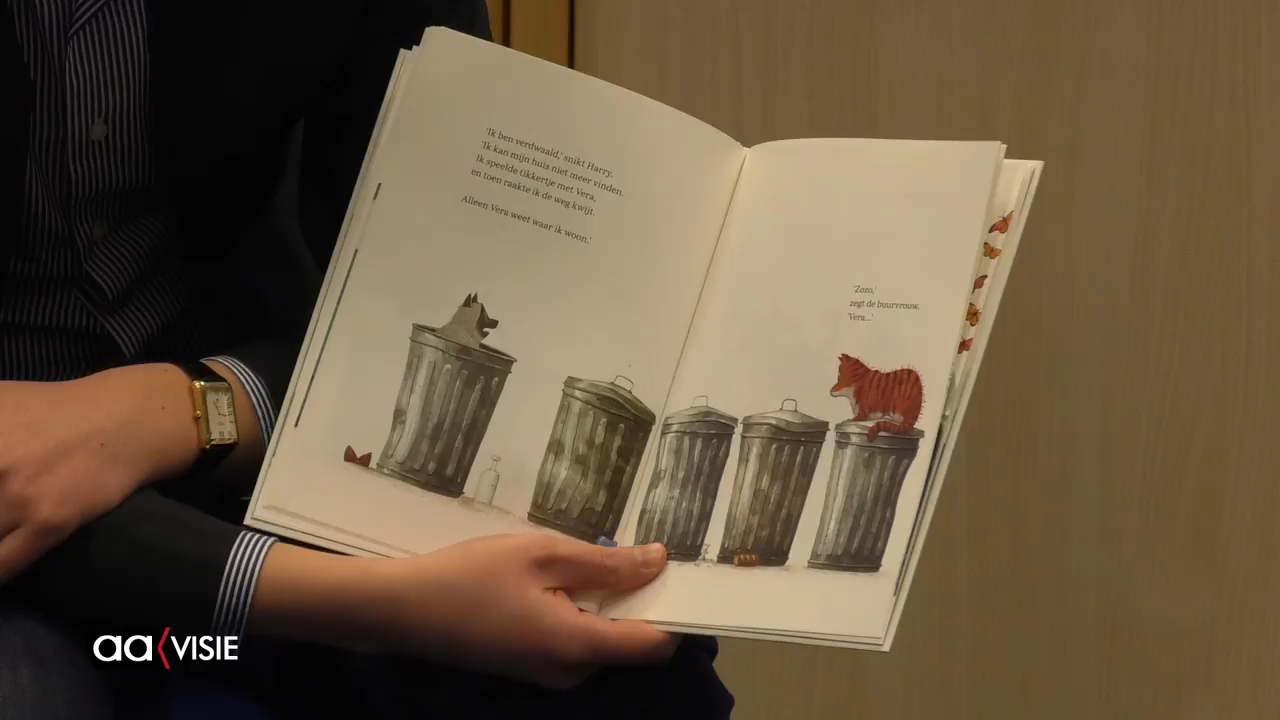 'Ik ben verdwaald,' snikt Harry.
'Ik kan mijn huis niet meer vinden.
Ik speelde tikkertje met Vera,
en toen raakte ik de weg kwijt.
Alleen Vera weet waar ik woon.'
'Zozo,'
zegt de buurvrouw.
'Vera...'
aa VISIE